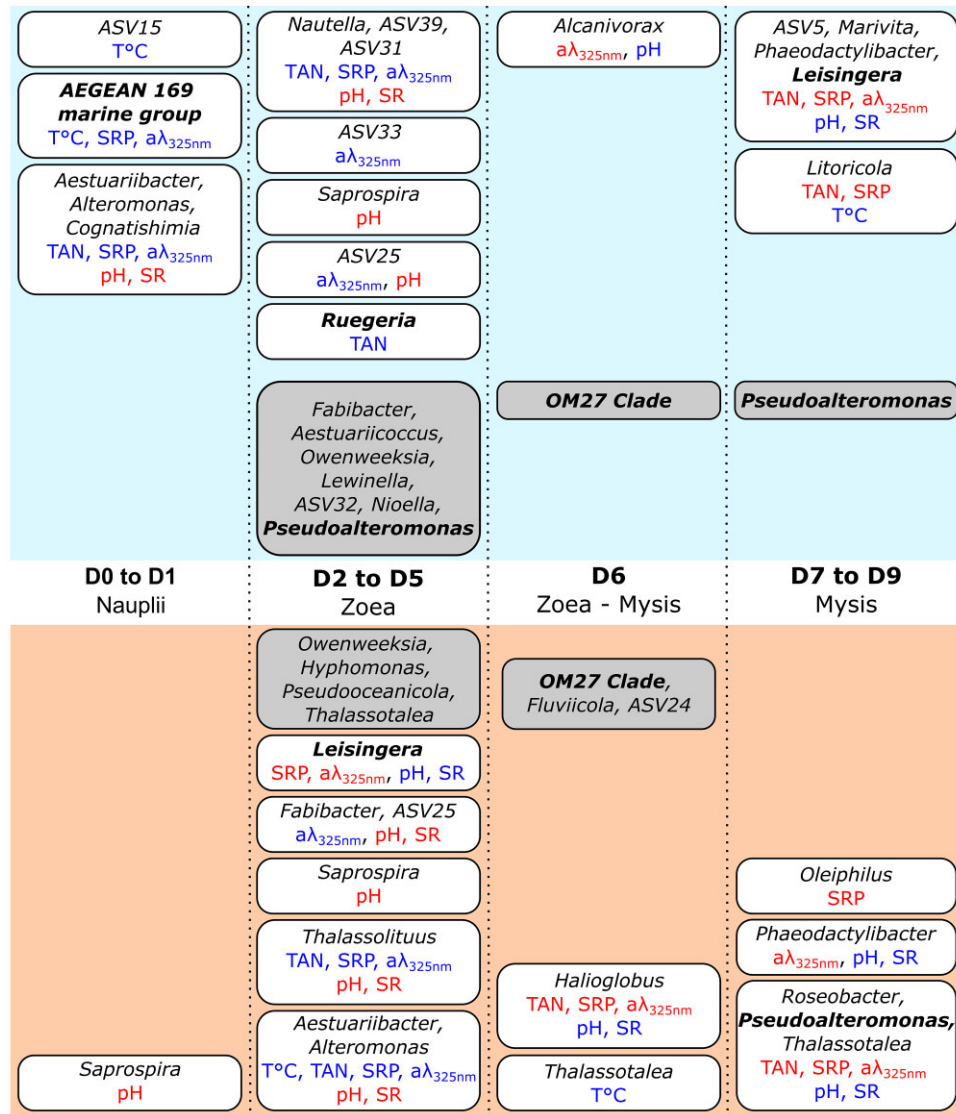 ASV15
T°C
AEGEAN 169
marine group
T°C, SRP, aλ325nm
Aestuariibacter,
Alteromonas,
Cognatishimia
TAN, SRP, aλ325nm
pH, SR
Nautella, ASV39,
ASV31
TAN, SRP, aλ325nm
pH, SR
ASV33
aλ325nm
Saprospira
pH
ASV25
aλ325nm, pH
Ruegeria
TAN
Fabibacter,
Aestuariicoccus,
Owenweeksia,
Lewinella,
ASV32, Nioella,
Pseudoalteromonas
Alcanivorax
aλ325nm, pH
OM27 Clade
ASV5, Marivita,
Phaeodactylibacter,
Leisingera
TAN, SRP, aλ325nm
pH, SR
Litoricola
TAN, SRP
T°C
Pseudoalteromonas
D0 to D1
Nauplii
D2 to D5
Zoea
D6
Zoea - Mysis
D7 to D9
Mysis
Saprospira
pH
Owenweeksia,
Hyphomonas,
Pseudooceanicola,
Thalassotalea
Leisingera
SRP, aλ325nm, pH, SR
Fabibacter, ASV25
aλ325nm, pH, SR
Saprospira
pH
Thalassolituus
TAN, SRP, aλ325nm
pH, SR
Aestuariibacter,
Alteromonas
T°C, TAN, SRP, aλ325nm
pH, SR
OM27 Clade,
Fluviicola, ASV24
Halioglobus
TAN, SRP, aλ325nm
pH, SR
Thalassotalea
T°C
Oleiphilus
SRP
Phaeodactylibacter
aλ325nm, pH, SR
Roseobacter,
Pseudoalteromonas,
Thalassotalea
TAN, SRP, aλ325nm
pH, SR